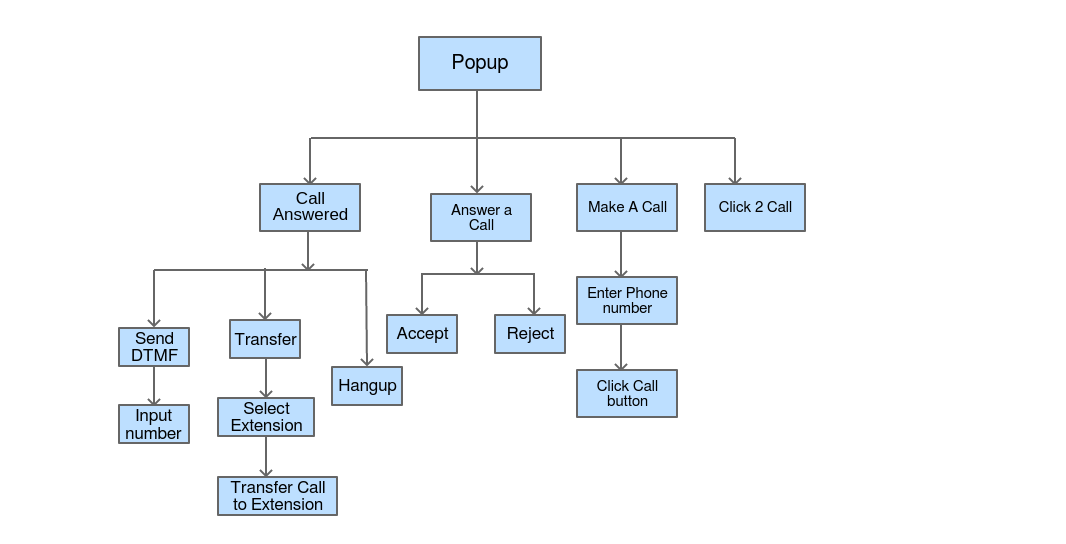 Popup
Call
Answered
Answer a
Call
Make A Call
Click 2 Call
Enter Phone
number
Send
DTMF
Transfer
Accept
Reject
Hangup
Click Call
button
Input
number
Select
Extension
Transfer Call
to Extension